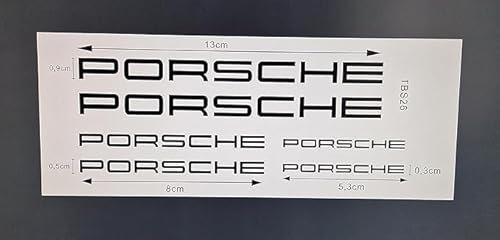 13cm
0,9cm PORSCHE
PORSCHE
TBS26
PORSCHE PORSCHE
0,5cm PORSCHE PORSCHE 0,3cm
8cm 5,3cm